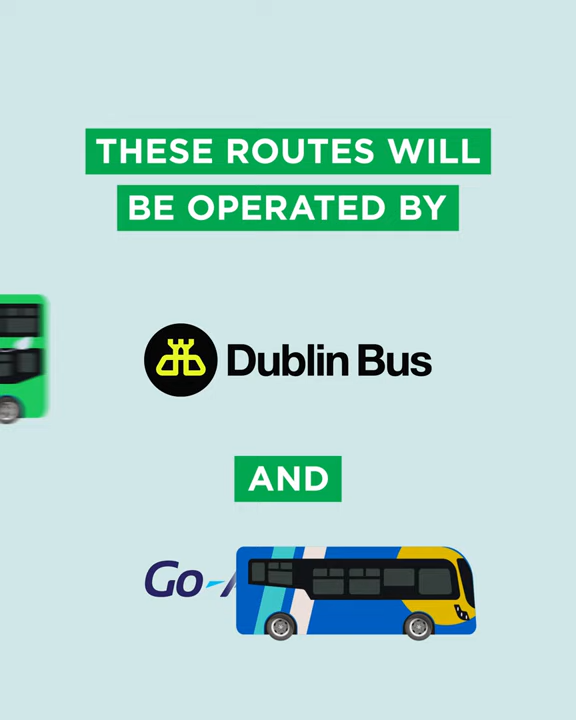 THESE ROUTES WILL
BE OPERATED BY
Dublin Bus
AND
Go-